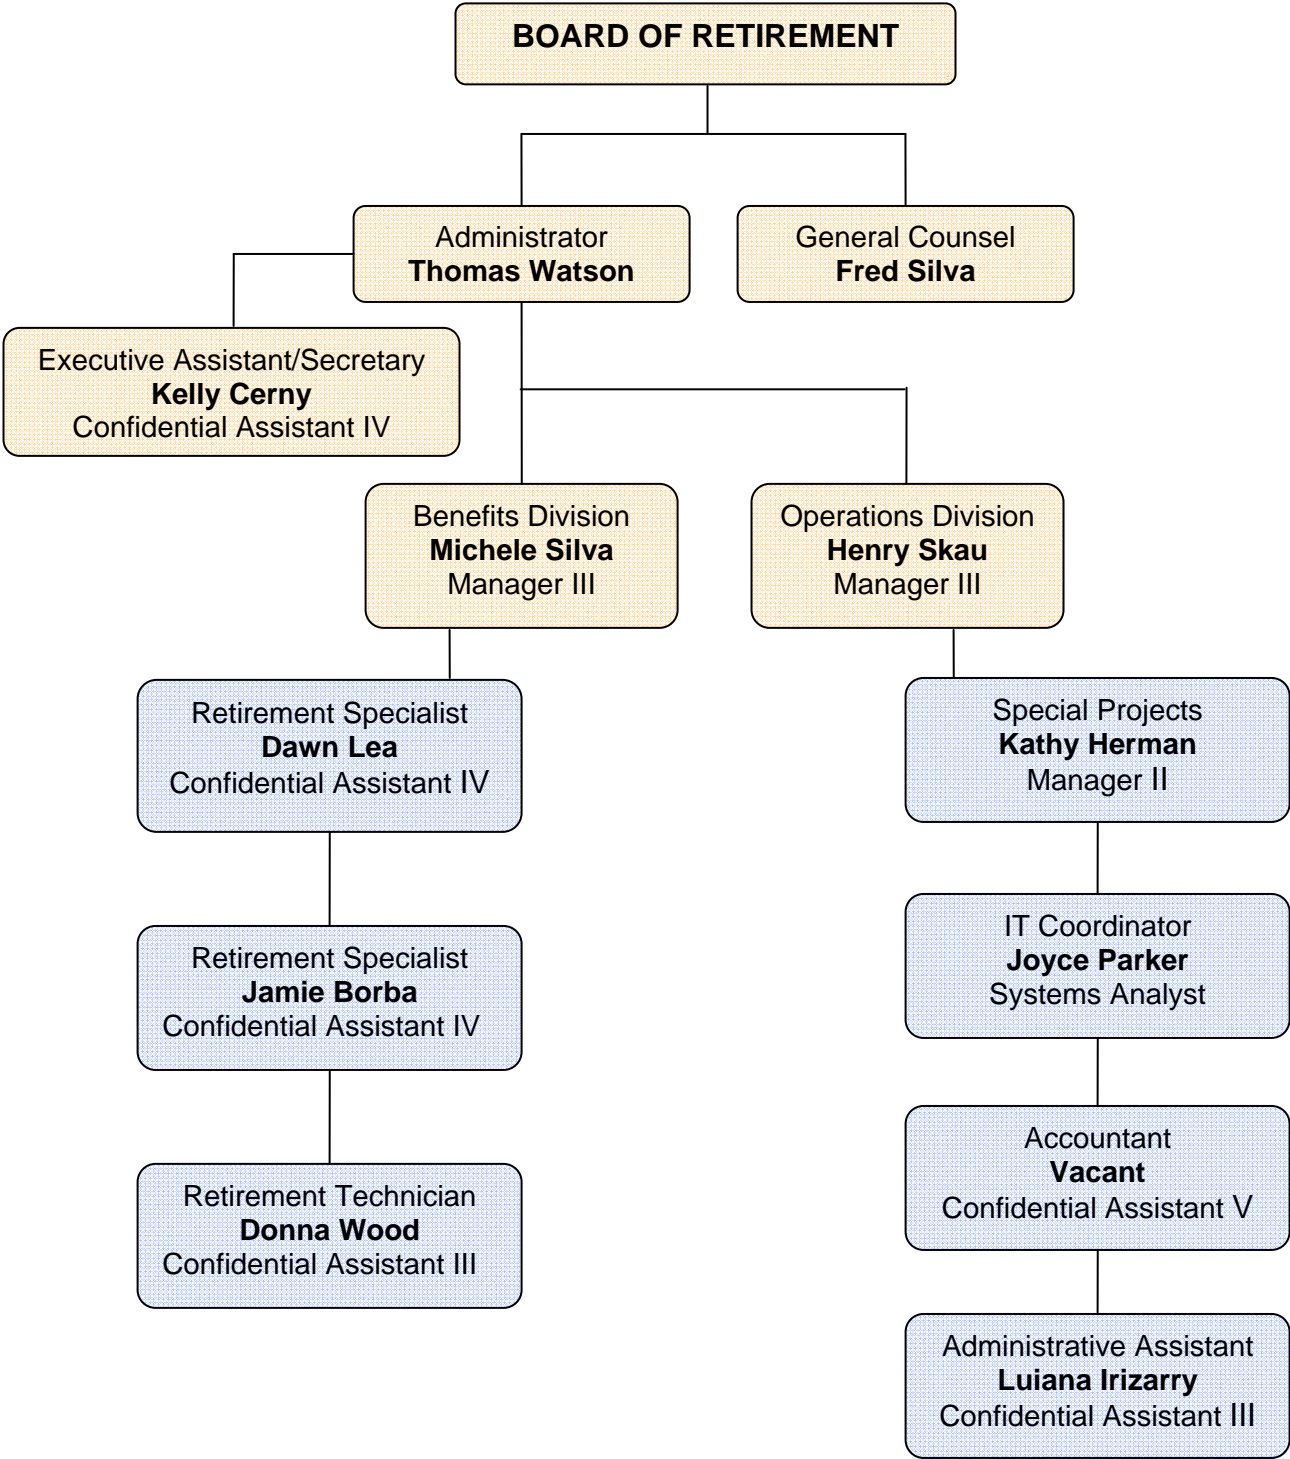 BOARD OF RETIREMENT
Administrator
Thomas Watson
General Counsel
Fred Silva
Executive Assistant/Secretary
Kelly Cerny
Confidential Assistant IV
Benefits Division
Michele Silva
Manager III
Operations Division
Henry Skau
Manager III
Retirement Specialist
Dawn Lea
Confidential Assistant IV
Special Projects
Kathy Herman
Manager II
Retirement Specialist
Jamie Borba
Confidential Assistant IV
IT Coordinator
Joyce Parker
Systems Analyst
Accountant
Vacant
Confidential Assistant V
Retirement Technician
Donna Wood
Confidential Assistant III
Administrative Assistant
Luiana Irizarry
Confidential Assistant III